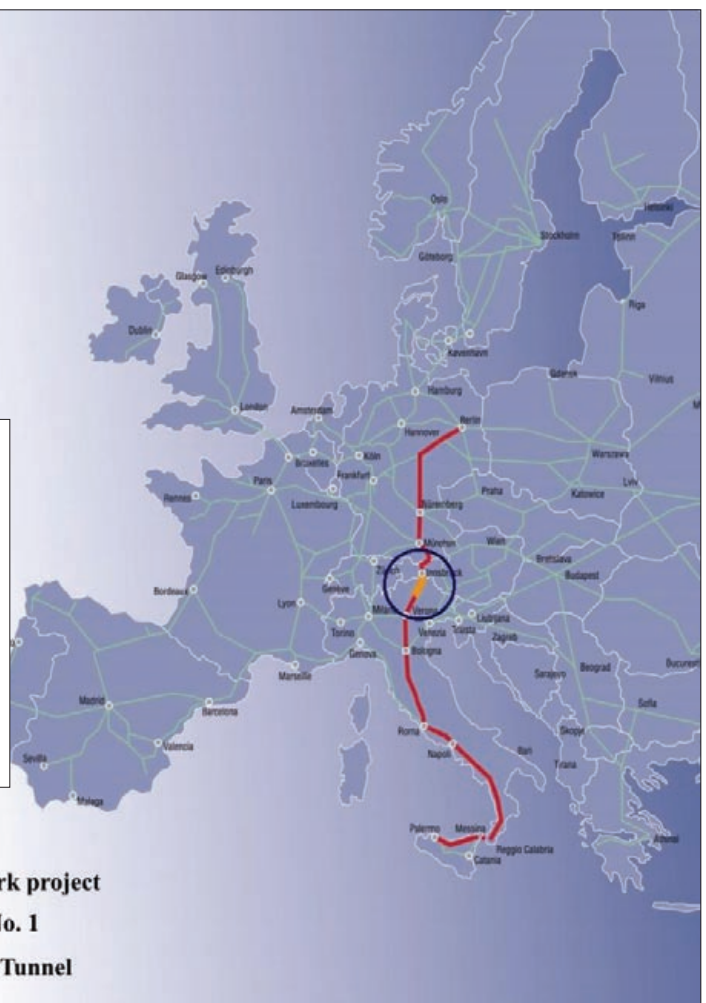 Oslo
Helsinki
Stockholm
Tallinn
Göteborg
Glasgow
Edinburgh
Riga
Dublin
København
Gdansk
Vilnius
Hamburg
London
Amsterdam
Berlin
Hannover
Warszawa
Bruxelles
Köln
Frankfurt
Lviv
Paris
Praha
Katowice
Rennes
Luxembourg
Nüremberg
München
Wien
Bretslava
Zürich
Innsbruck
Budapest
Genève
Bordeaux
Lyon
Milano
Verona
Ljubljana
Venezia
Trieste
Torino
Zagreb
Genova
Bologna
Marseille
Sarajevo
Beograd
Bucuresti
Madrid
Barcelona
Sofia
Roma
Skopje
Valencia
Napoli
Bari
Sevilla
Tirana
Malaga
Palermo
Messina
Athinai
Reggio Calabria
Catania
rk project
No. 1
Tunnel